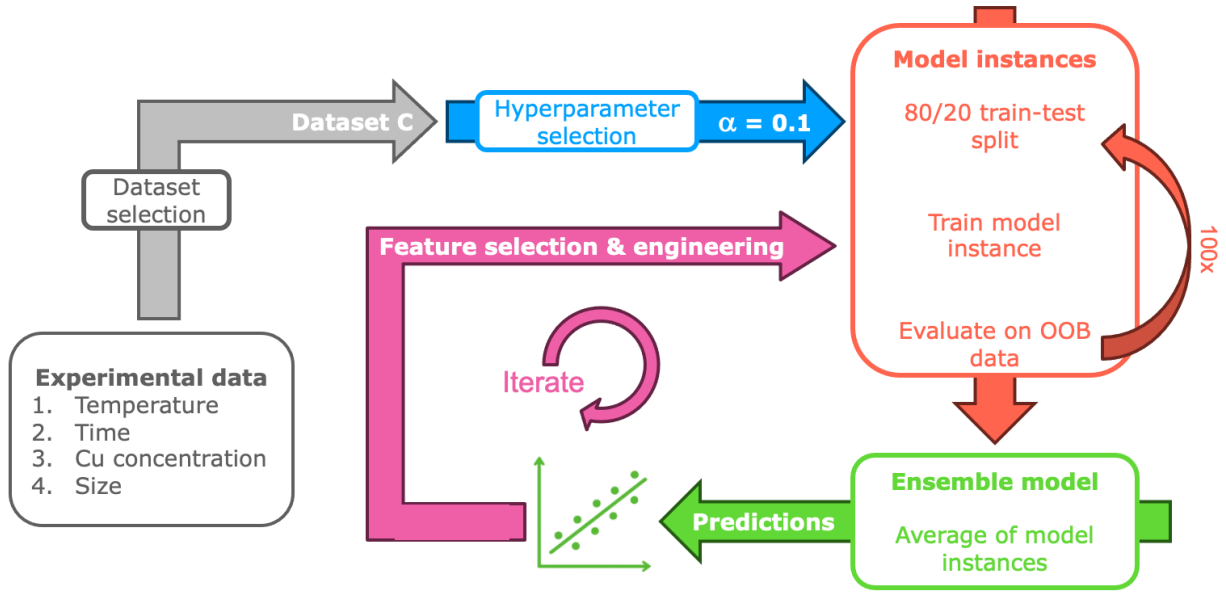 Model instances
80/20 train-test
split
Train model
instance
Evaluate on OOB
data
100x
Hyperparameter
selection
α = 0.1
Dataset C
Dataset
selection
Feature selection & engineering
Iterate
Experimental data
1. Temperature
2. Time
3. Cu concentration
4. Size
Ensemble model
Average of model
instances
Predictions